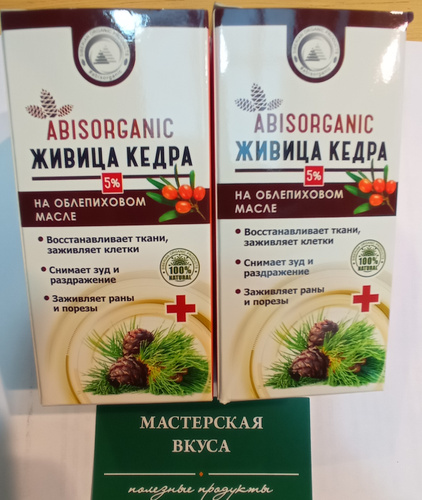 ABISORGANIC
ЖИВИЦА КЕДРА
5%
НА ОБЛЕПИХОВОМ
МАСЛЕ
• Восстанавливает ткани,
заживляет клетки
• Снимает зуд и
раздражение
100%
NATURAL
• Заживляет раны
и порезы
ABISORGANIC
ЖИВИЦА КЕДРА
5%
НА ОБЛЕПИХОВОМ
МАСЛЕ
• Восстанавливает ткани,
заживляет клетки
• Снимает зуд и
раздражение
100%
NATURAL
• Заживляет раны
и порезы
МАСТЕРСКАЯ
ВКУСА
полезные продукты